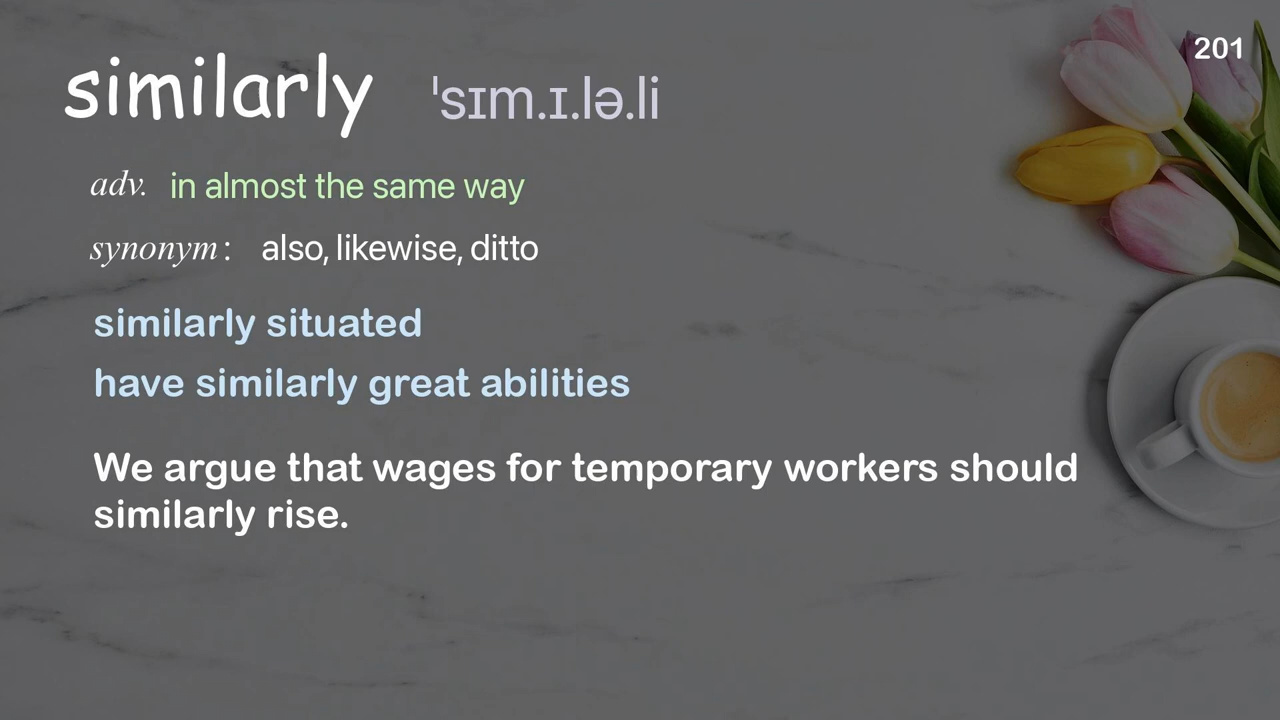 201
similarly ˈsɪm.ɪ.lə.li
adv. in almost the same way
synonym: also, likewise, ditto
similarly situated
have similarly great abilities
We argue that wages for temporary workers should
similarly rise.